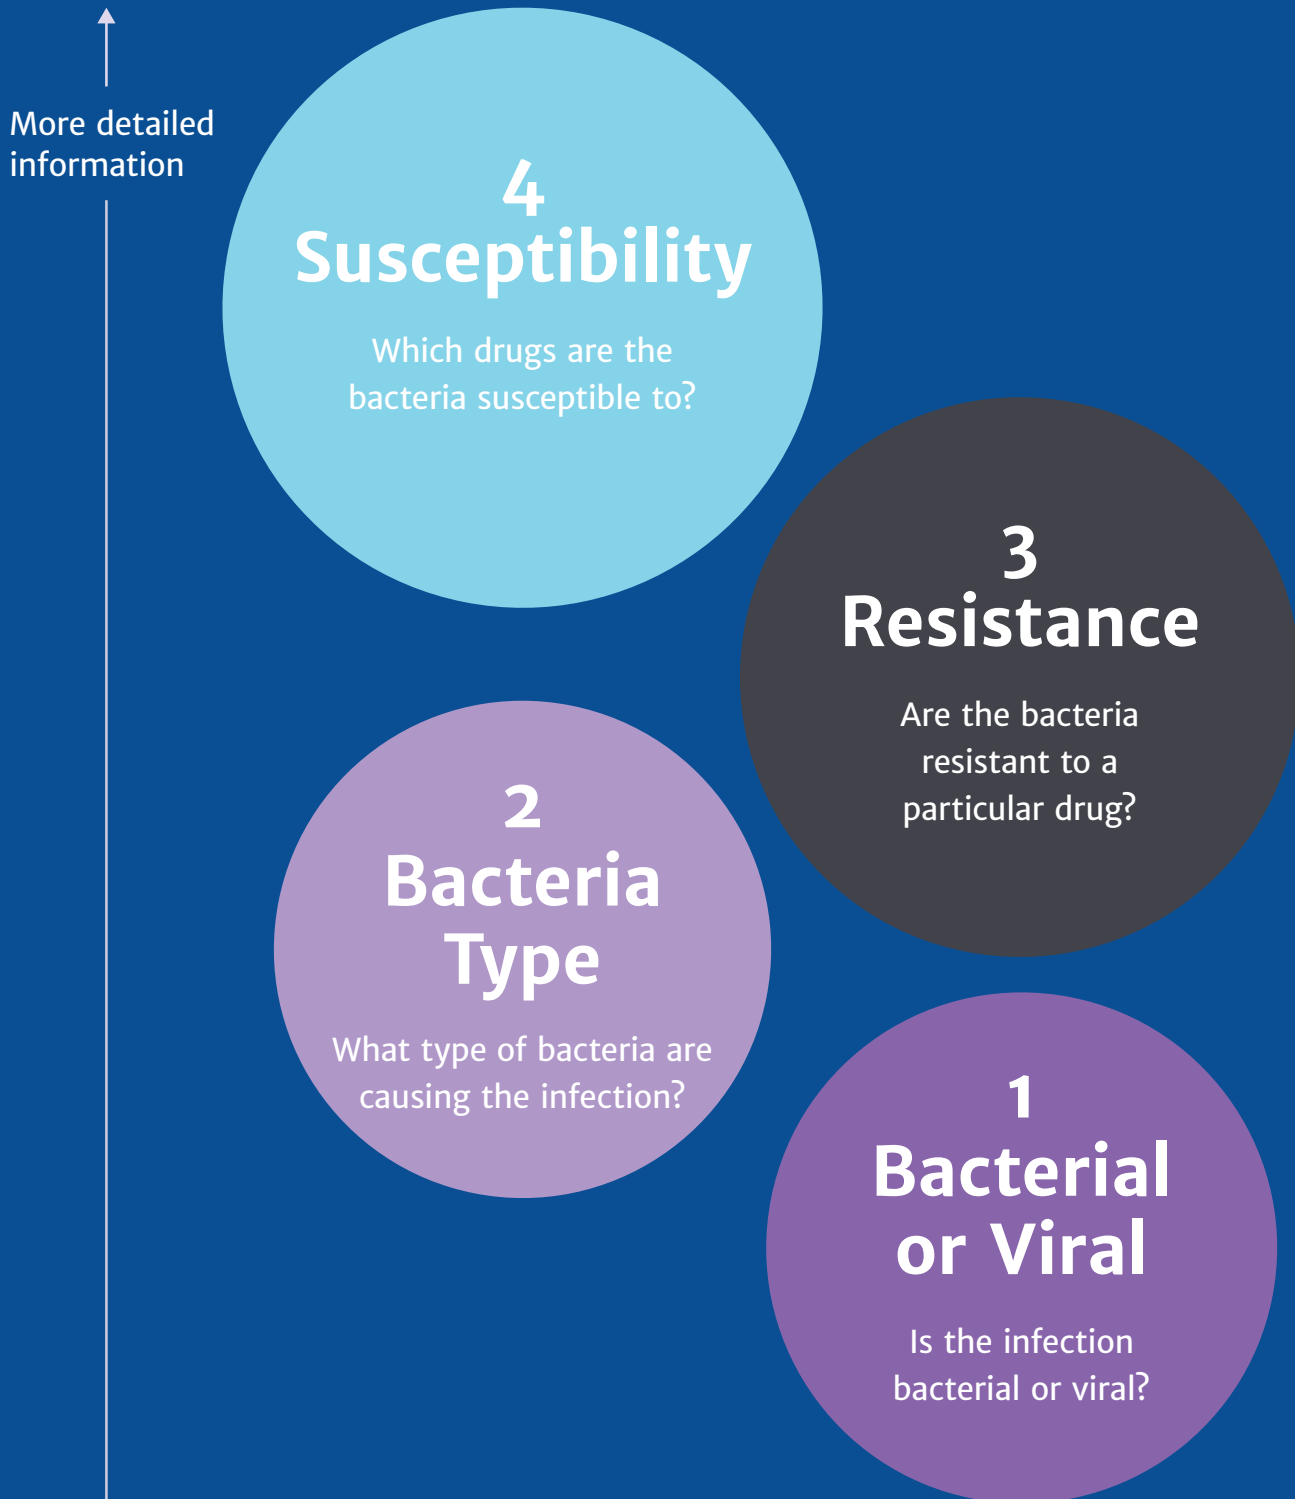 More detailed
information
4
Susceptibility
Which drugs are the
bacteria susceptible to?
3
Resistance
Are the bacteria
resistant to a
particular drug?
2
Bacteria
Type
What type of bacteria are
causing the infection?
1
Bacterial
or Viral
Is the infection
bacterial or viral?